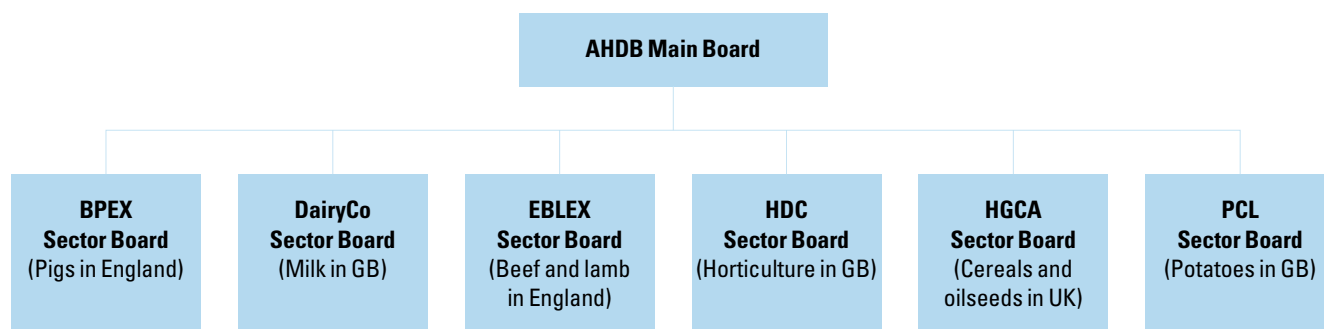 AHDB Main Board
BPEX
Sector Board
(Pigs in England)
DairyCo
Sector Board
(Milk in GB)
EBLEX
Sector Board
(Beef and lamb
in England)
HDC
Sector Board
(Horticulture in GB)
HGCA
Sector Board
(Cereals and
oilseeds in UK)
PCL
Sector Board
(Potatoes in GB)